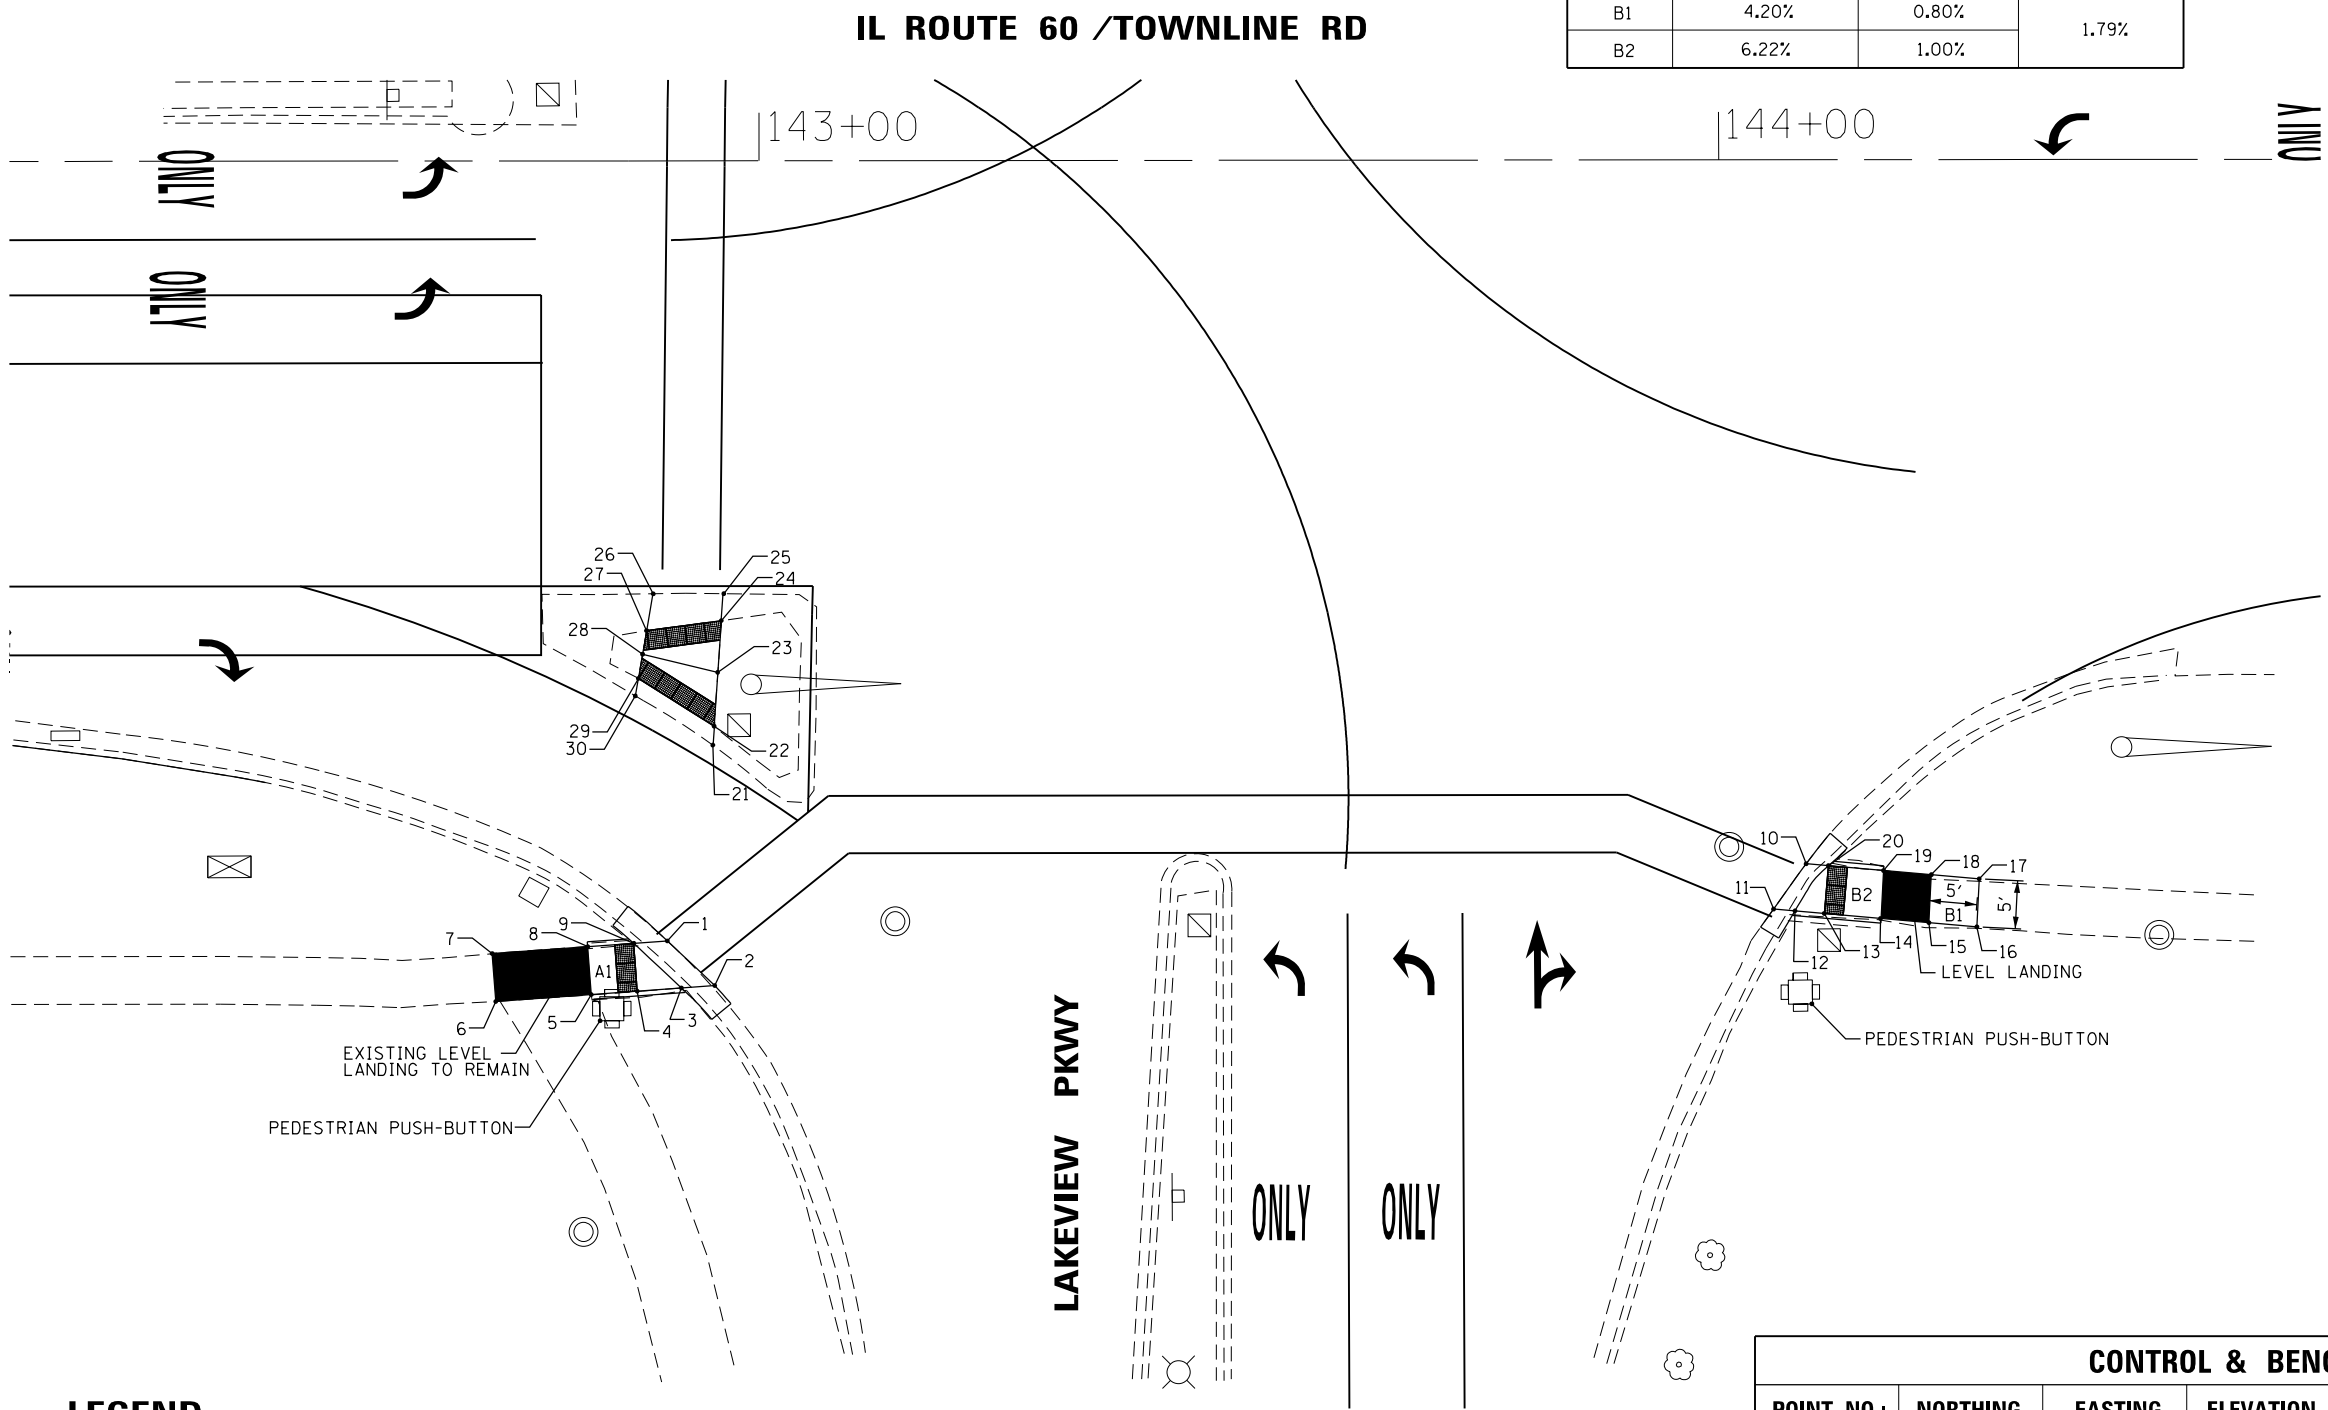 IL ROUTE 60 /TOWNLINE RD
B1 4.20% 0.80%
1.79%
B2 6.22% 1.00%
143+00
144+00
ONLY
ONLY
ONLY
26
25
27
24
28
23
29
30
22
21
10
20
19
18
17
11
B2
5'
5'
B1
9
1
8
7
A1
2
12
13
14
15
16
LEVEL LANDING
6
5
4
3
EXISTING LEVEL
LANDING TO REMAIN
PEDESTRIAN PUSH-BUTTON
PEDESTRIAN PUSH-BUTTON
LAKEVIEW PKWY
ONLY
ONLY
CONTROL & BEN
POINT NO.: NORTHING EASTING ELEVATION
LEGEND